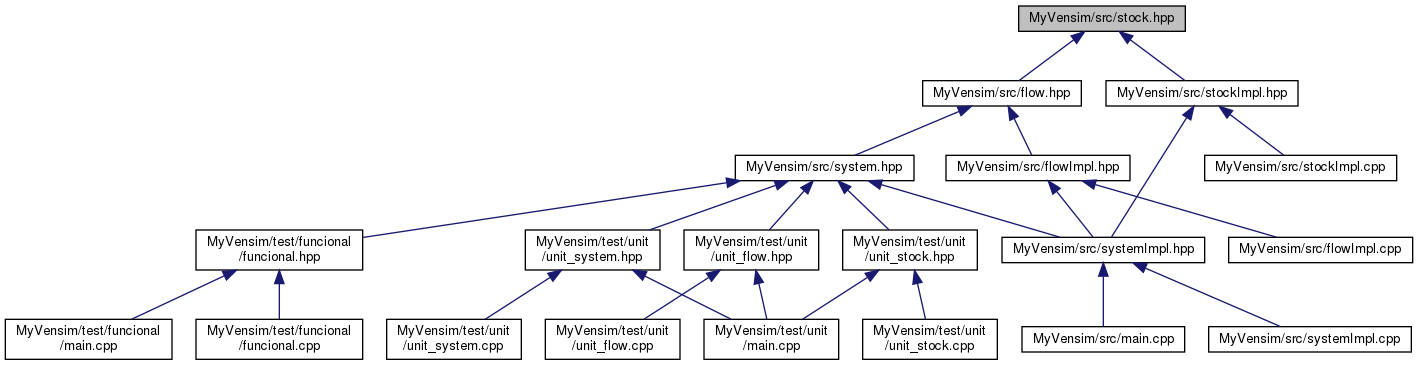 MyVensim/src/stock.hpp
MyVensim/src/flow.hpp
MyVensim/src/stockImpl.hpp
MyVensim/src/system.hpp
MyVensim/src/flowImpl.hpp
MyVensim/src/stockImpl.cpp
MyVensim/test/funcional
/funcional.hpp
MyVensim/test/unit
/unit_system.hpp
MyVensim/test/unit
/unit_flow.hpp
MyVensim/test/unit
/unit_stock.hpp
MyVensim/src/systemImpl.hpp
MyVensim/src/flowImpl.cpp
MyVensim/test/funcional
/main.cpp
MyVensim/test/funcional
/funcional.cpp
MyVensim/test/unit
/unit_system.cpp
MyVensim/test/unit
/unit_flow.cpp
MyVensim/test/unit
/main.cpp
MyVensim/test/unit
/unit_stock.cpp
MyVensim/src/main.cpp
MyVensim/src/systemImpl.cpp